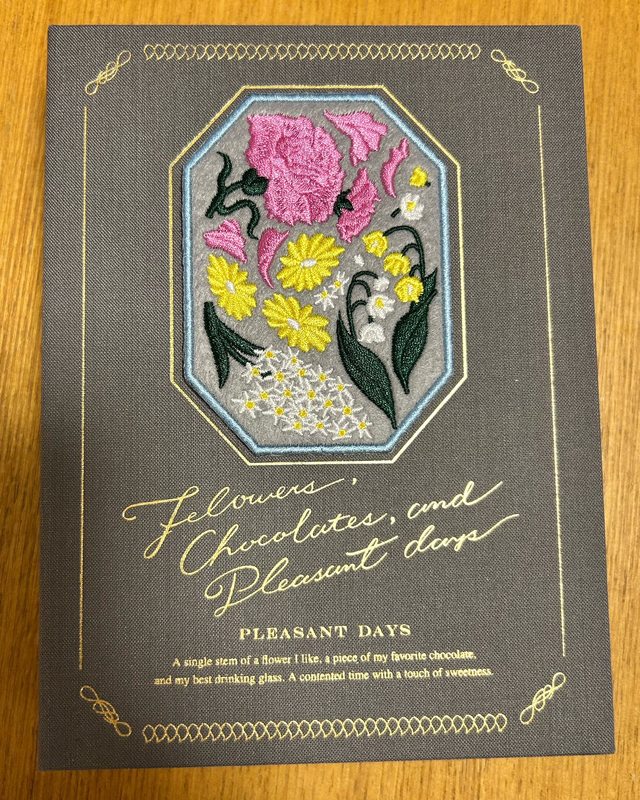 Felowers,
Chocolates, and
Pleasant days
PLEASANT DAYS
A single stem of a flower I like, a piece of my favorite chocolate,
and my best drinking glass. A contented time with a touch of sweetness.